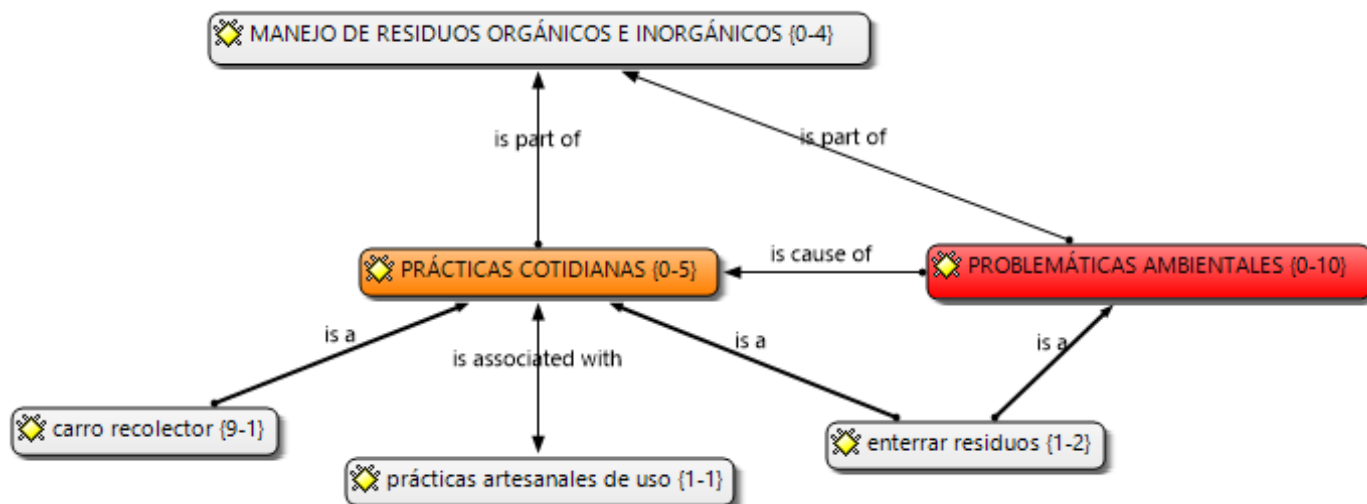 MANEJO DE RESIDUOS ORGÁNICOS E INORGÁNICOS {0-4}
is part of
is part of
PRÁCTICAS COTIDIANAS {0-5}
is cause of
PROBLEMÁTICAS AMBIENTALES {0-10}
is a
is associated with
is a
is a
carro recolector {9-1}
enterrar residuos {1-2}
prácticas artesanales de uso {1-1}